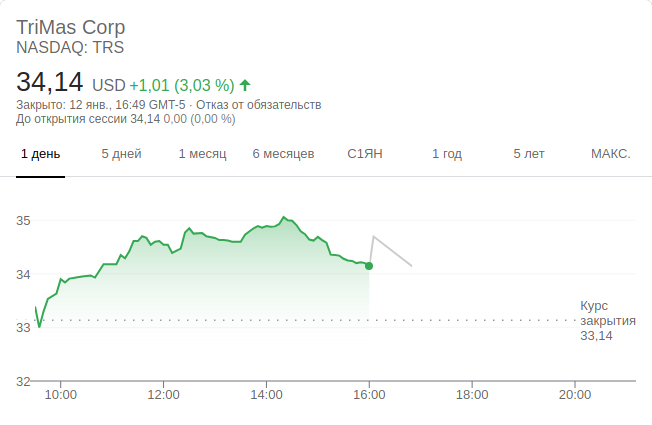 TriMas Corp
NASDAQ: TRS
34,14 USD +1,01 (3,03 %)
Закрыто: 12 янв., 16:49 GMT-5 · Отказ от обязательств
До открытия сессии 34,14 0,00 (0,00 %)
1 день 5 дней 1 месяц 6 месяцев С1ЯН 1 год 5 лет МАКС.
35
34
33
32
Курс
закрытия
33,14
10:00 12:00 14:00 16:00 18:00 20:00